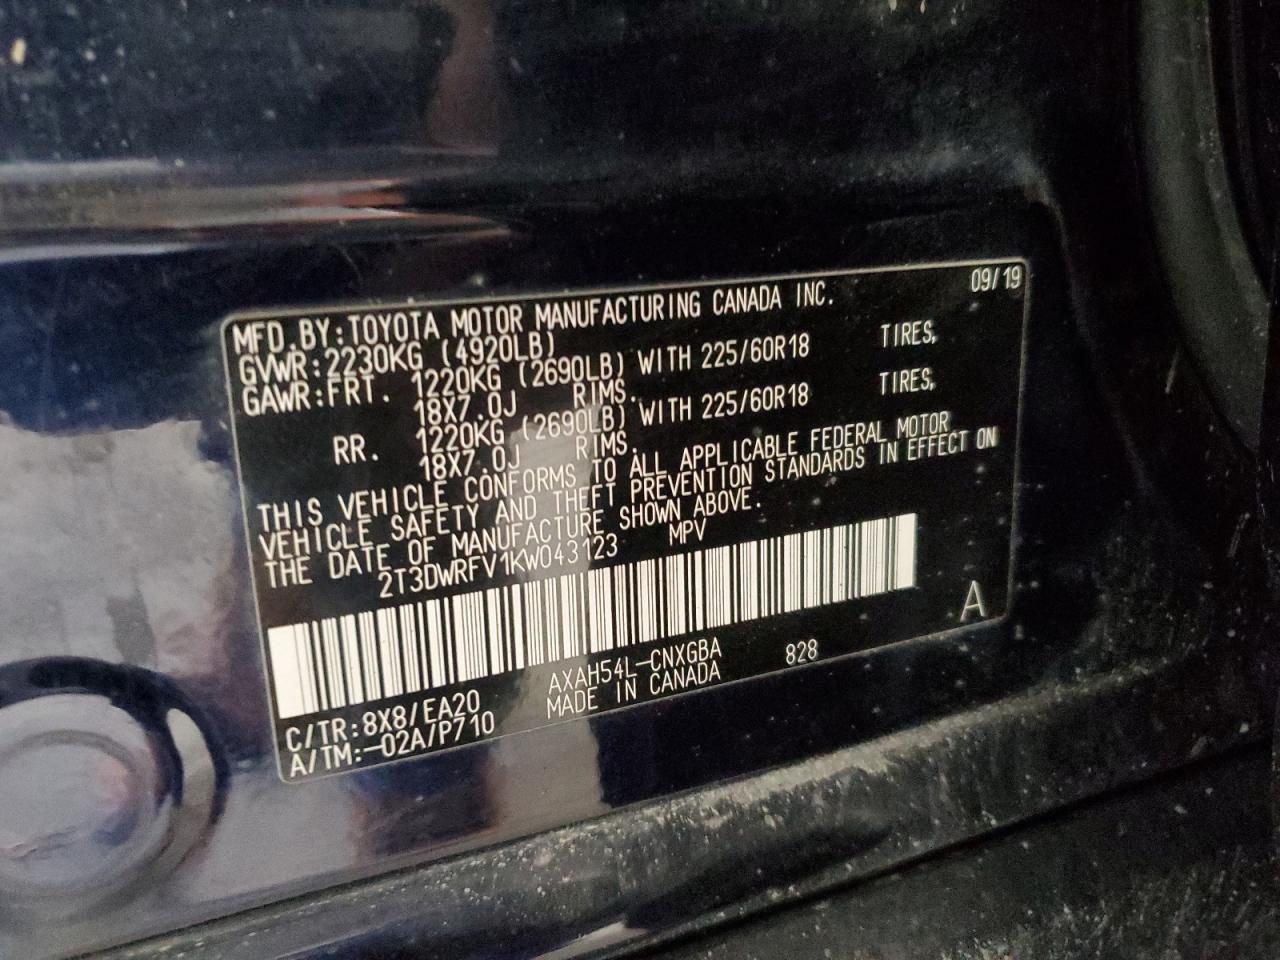 09/19
MFD.BY:TOYOTA MOTOR MANUFACTURING CANADA INC.
GVWR:2230KG (4920LB)
GAWR:FRT. 1220KG (2690LB) WITH 225/60R18 TIRES,
18X7.0J RIMS.
RR. 1220KG (2690LB) WITH 225/60R18 TIRES,
18X7.0J RIMS.
THIS VEHICLE CONFORMS TO ALL APPLICABLE FEDERAL MOTOR
VEHICLE SAFETY AND THEFT PREVENTION STANDARDS IN EFFECT ON
THE DATE OF MANUFACTURE SHOWN ABOVE.
2T3DWRFV1KW043123 MPV
A
C/TR:8X8/EA20 AXAH54L-CNXGBA 828
A/TM:-02A/P710 MADE IN CANADA